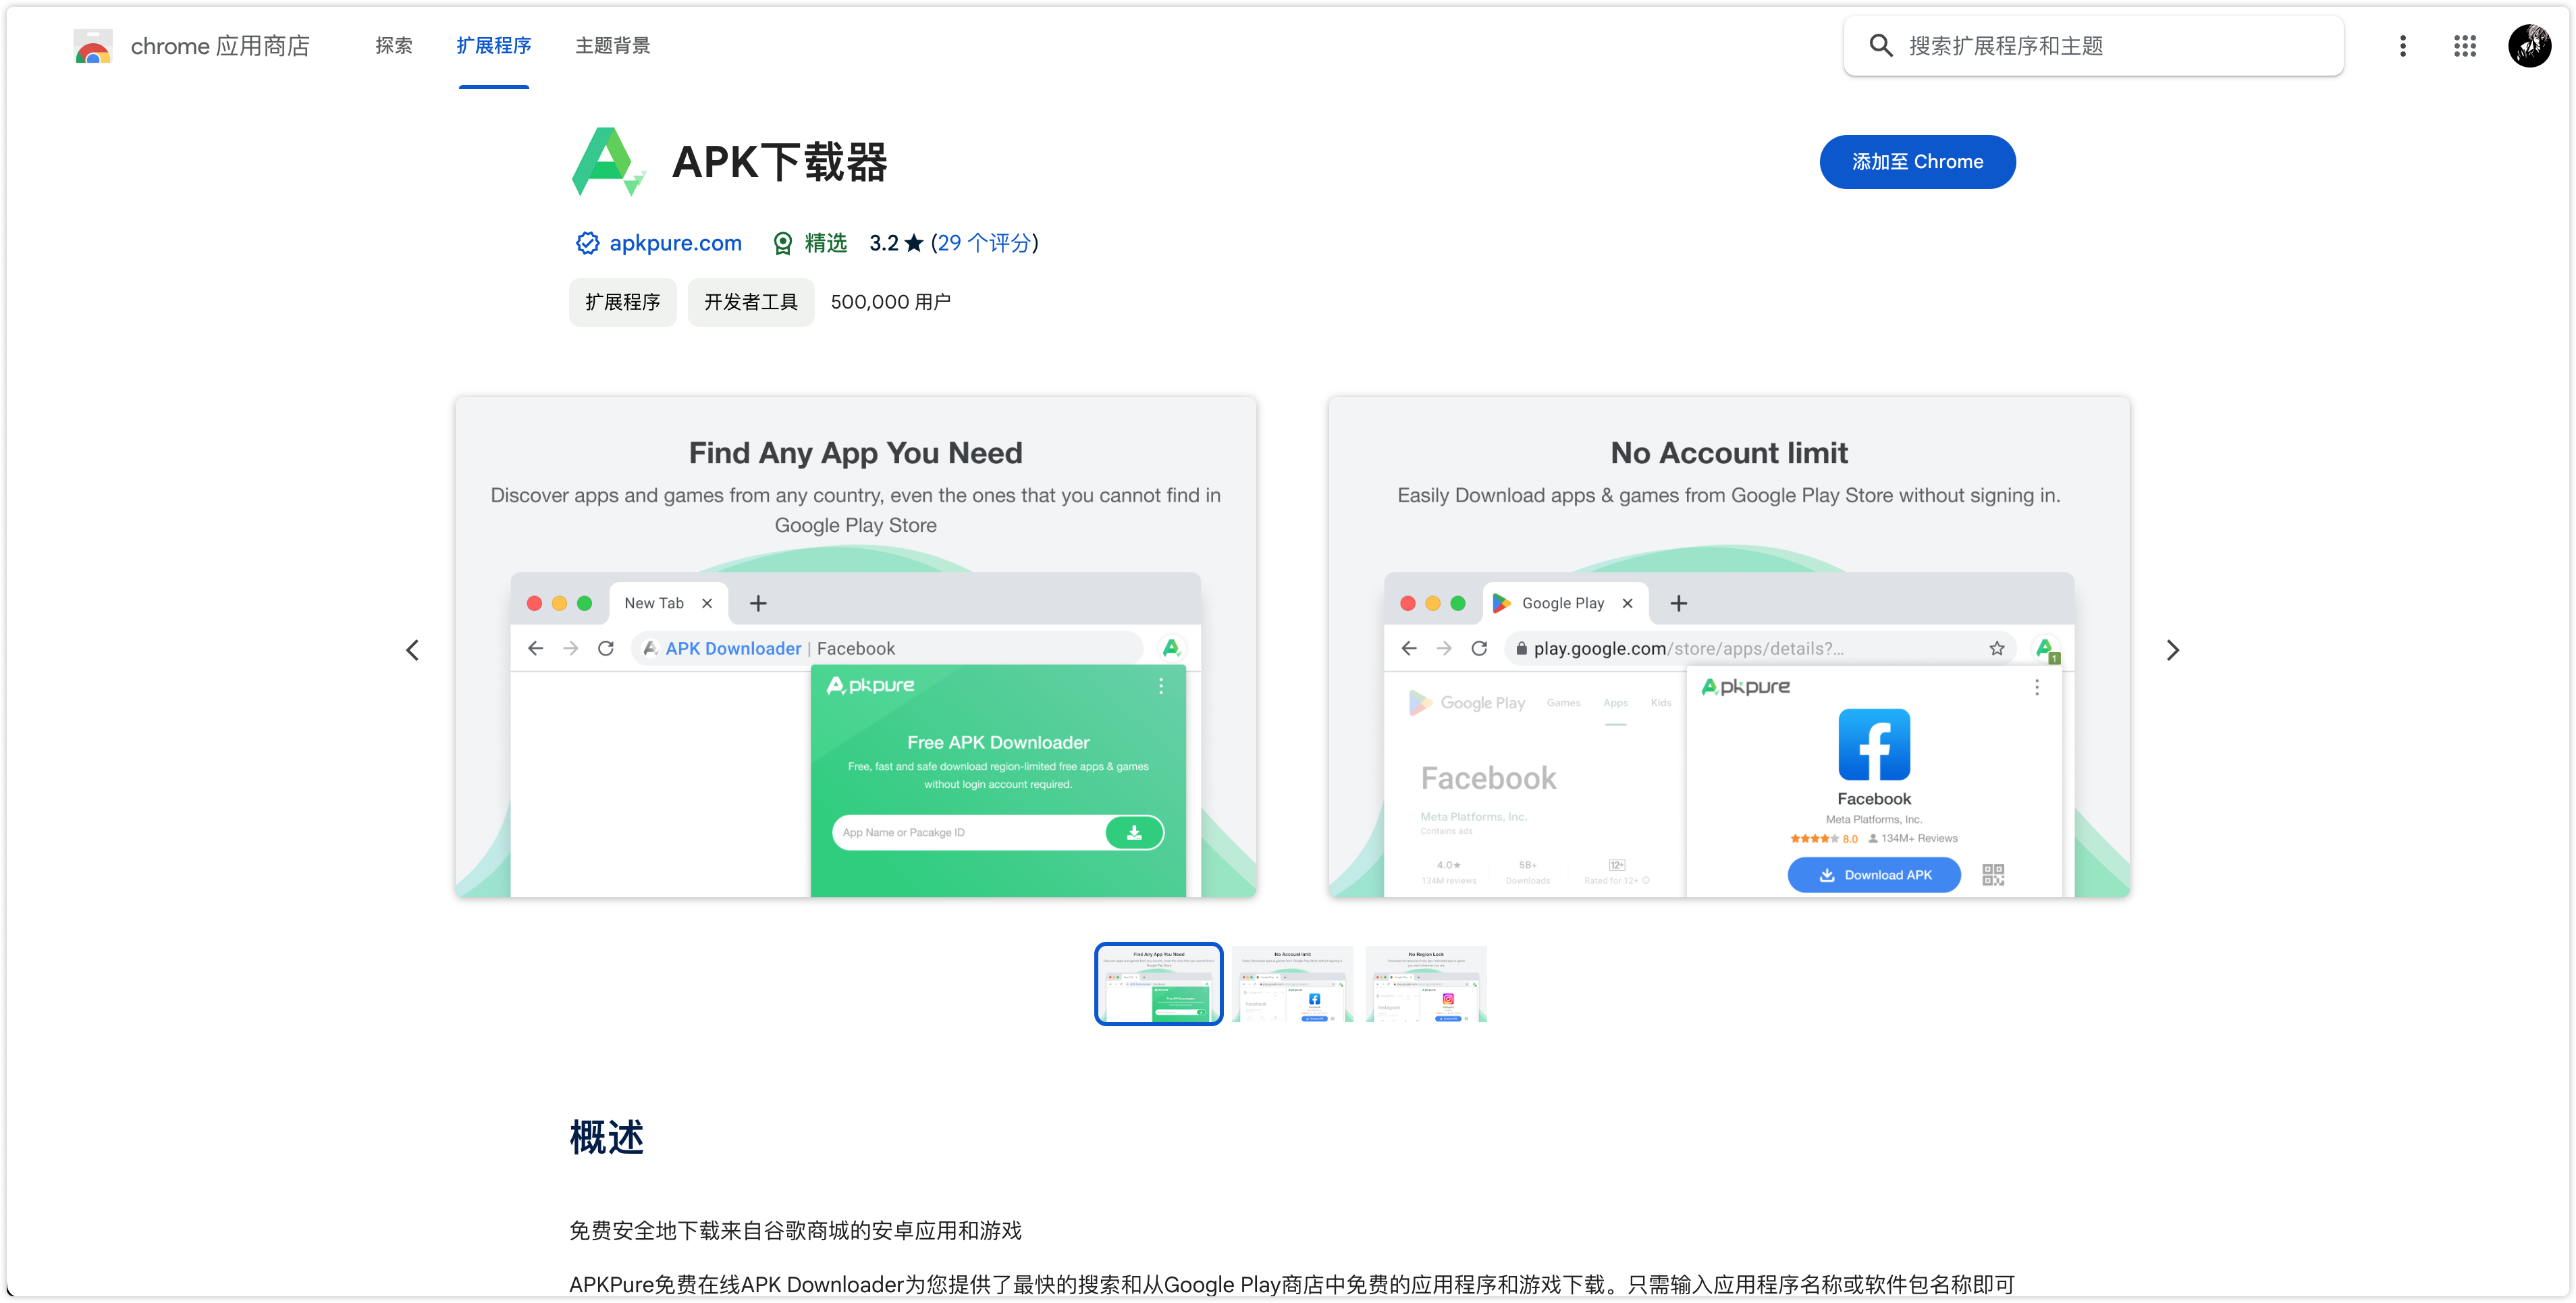 chrome 应用商店
探索
扩展程序
主题背景
搜索扩展程序和主题
APK下载器
添加至 Chrome
apkpure.com
精选
3.2 ★ (29 个评分)
扩展程序
开发者工具
500,000 用户
Find Any App You Need
Discover apps and games from any country, even the ones that you cannot find in
Google Play Store
New Tab
APK Downloader | Facebook
Apkpure
Free APK Downloader
Free, fast and safe download region-limited free apps & games
without login account required.
App Name or Pacakge ID
No Account limit
Easily Download apps & games from Google Play Store without signing in.
Google Play
play.google.com/store/apps/details?...
1
Google Play
Games
Apps
Kids
Facebook
Meta Platforms, Inc.
Contains ads
4.0★
134M reviews
5B+
Downloads
12+
Rated for 12+
Apkpure
Facebook
Meta Platforms, Inc.
8.0
134M+ Reviews
Download APK
Find Any App You Need
No Account limit
No Region Lock
概述
免费安全地下载来自谷歌商城的安卓应用和游戏
APKPure免费在线APK Downloader为您提供了最快的搜索和从Google Play商店中免费的应用程序和游戏下载。只需输入应用程序名称或软件包名称即可